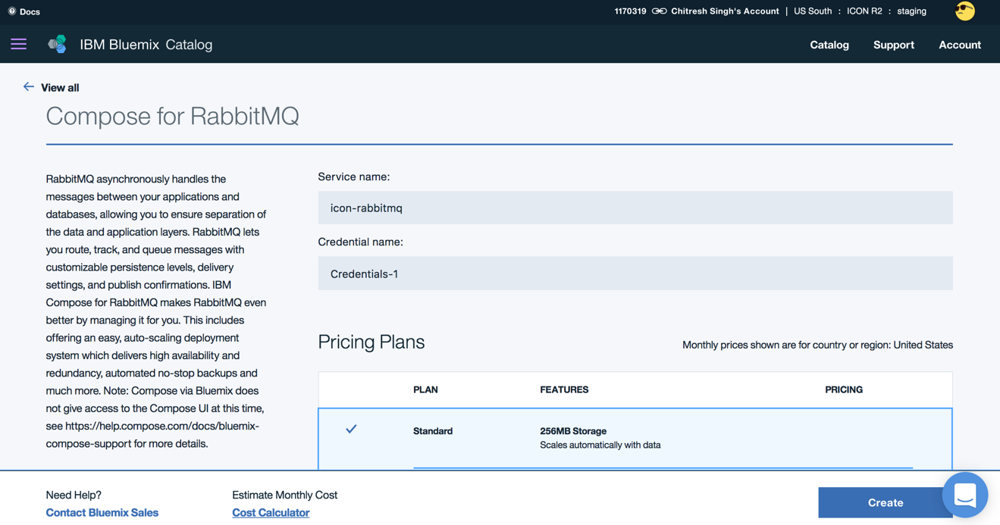 Docs
1170319 Chitresh Singh's Account | US South : ICON R2 : staging
IBM Bluemix Catalog
Catalog Support Account
View all
Compose for RabbitMQ
RabbitMQ asynchronously handles the
messages between your applications and
databases, allowing you to ensure separation of
the data and application layers. RabbitMQ lets
you route, track, and queue messages with
customizable persistence levels, delivery
settings, and publish confirmations. IBM
Compose for RabbitMQ makes RabbitMQ even
better by managing it for you. This includes
offering an easy, auto-scaling deployment
system which delivers high availability and
redundancy, automated no-stop backups and
much more. Note: Compose via Bluemix does
not give access to the Compose UI at this time,
see https://help.compose.com/docs/bluemix-
compose-support for more details.
Service name:
icon-rabbitmq
Credential name:
Credentials-1
Pricing Plans
Monthly prices shown are for country or region: United States
PLAN FEATURES PRICING
Standard
256MB Storage
Scales automatically with data
Need Help?
Contact Bluemix Sales
Estimate Monthly Cost
Cost Calculator
Create